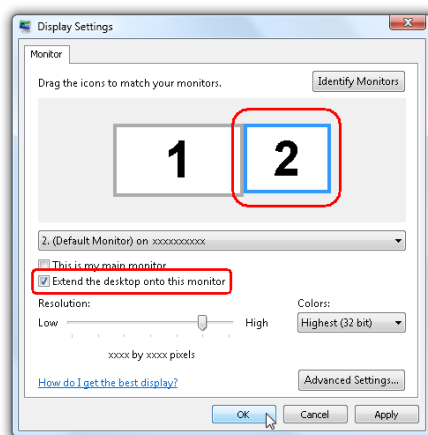 Display Settings
Monitor
Drag the icons to match your monitors.
Identify Monitors
1
2
2. (Default Monitor) on xxxxxxxxxx
This is my main monitor
Extend the desktop onto this monitor
Resolution:
Colors:
Low
High
Highest (32 bit)
xxxx by xxxx pixels
How do I get the best display?
Advanced Settings...
OK
Cancel
Apply